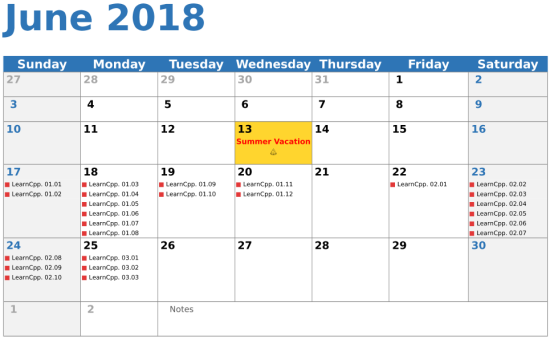 June 2018
Sunday Monday Tuesday Wednesday Thursday Friday Saturday
27 28 29 30 31 1 2
3 4 5 6 7 8 9
10 11 12 13 14 15 16
Summer Vacation
17 18 19 20 21 22 23
LearnCpp. 01.01 LearnCpp. 01.03 LearnCpp. 01.09 LearnCpp. 01.11 LearnCpp. 02.01 LearnCpp. 02.02
LearnCpp. 01.02 LearnCpp. 01.04 LearnCpp. 01.10 LearnCpp. 01.12 LearnCpp. 02.03
LearnCpp. 01.05 LearnCpp. 02.04
LearnCpp. 01.06 LearnCpp. 02.05
LearnCpp. 01.07 LearnCpp. 02.06
LearnCpp. 01.08 LearnCpp. 02.07
24 25 26 27 28 29 30
LearnCpp. 02.08 LearnCpp. 03.01
LearnCpp. 02.09 LearnCpp. 03.02
LearnCpp. 02.10 LearnCpp. 03.03
1 2 Notes